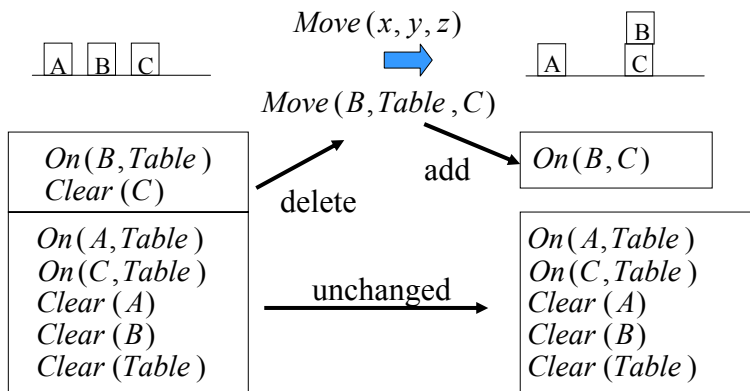 Move(x, y, z)
A B C
B
A C
Move(B,Table,C)
On(B,Table)
Clear(C)
delete
add
On(B,C)
On(A,Table)
On(C,Table)
Clear(A)
Clear(B)
Clear(Table)
unchanged
On(A,Table)
On(C,Table)
Clear(A)
Clear(B)
Clear(Table)